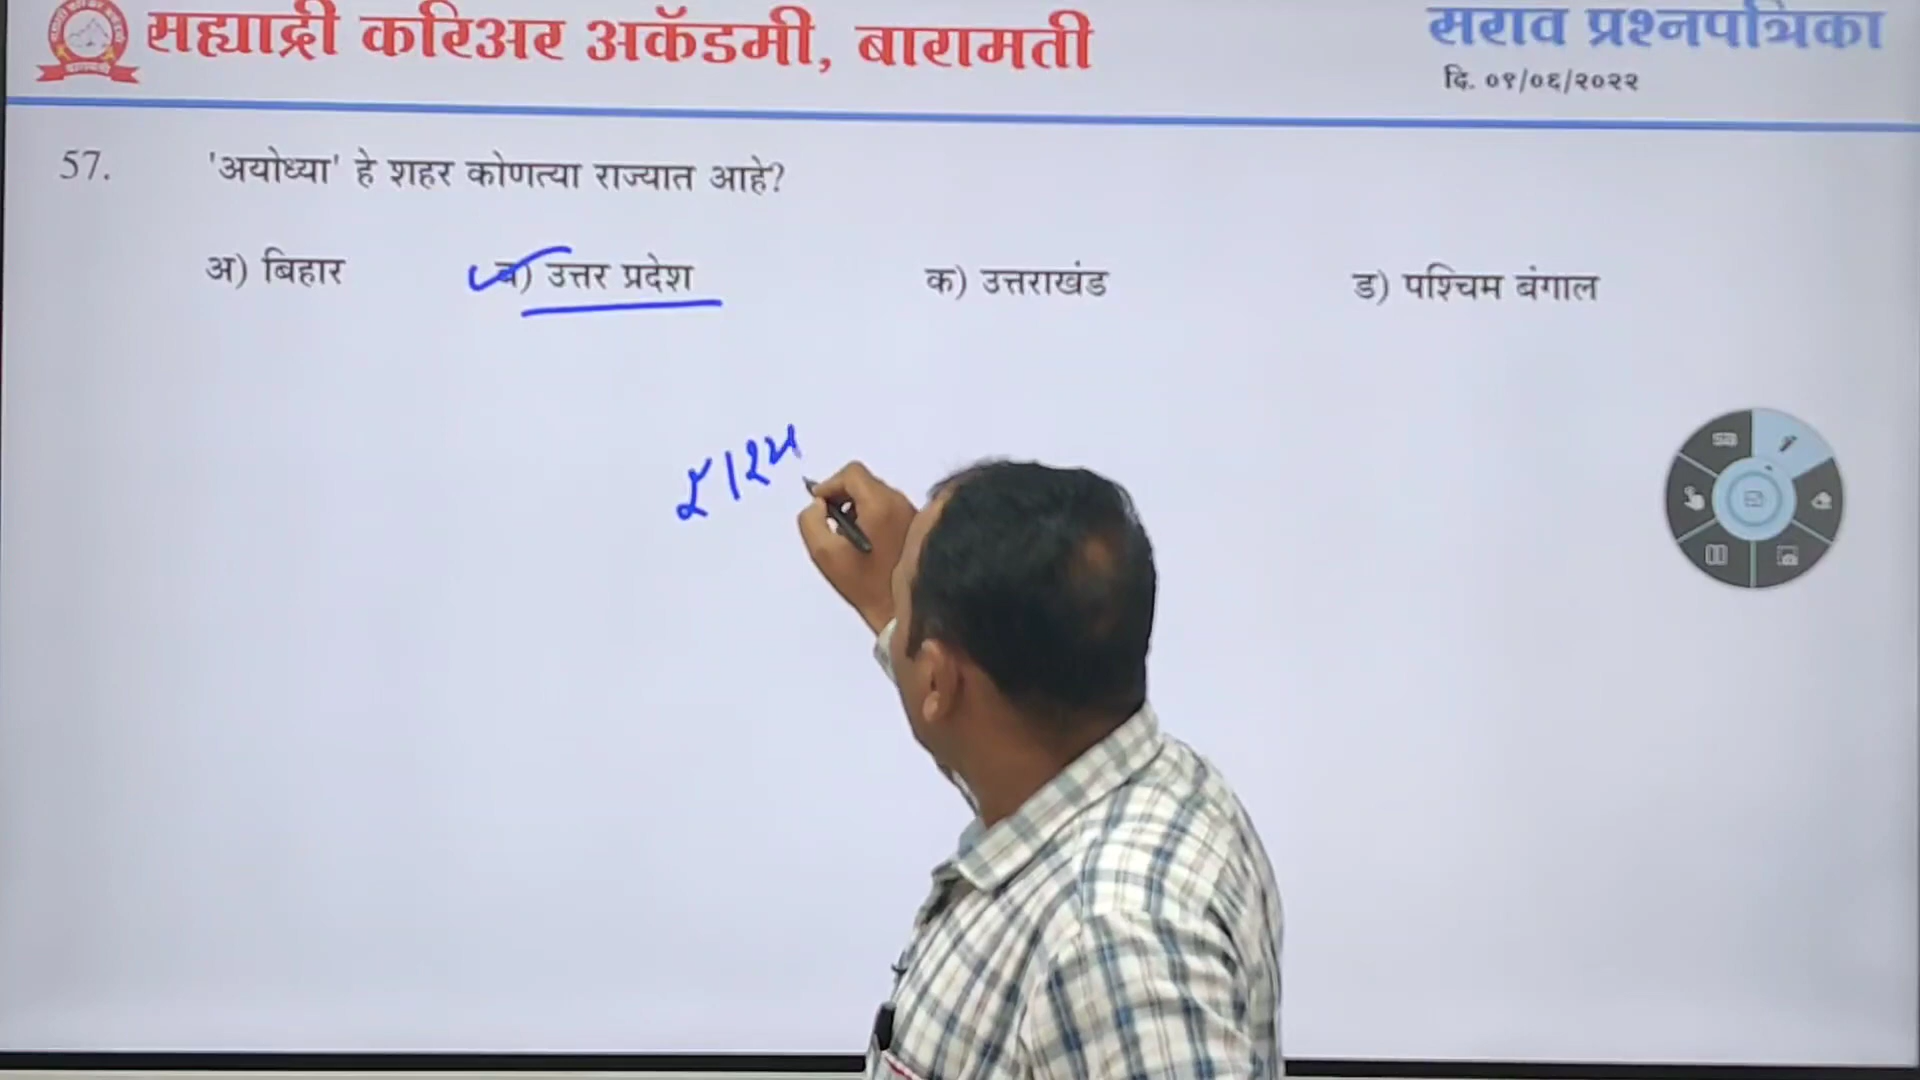 सह्याद्री करिअर अकॅडमी, बारामती
सराव प्रश्नपत्रिका
दि. ०९/०६/२०२२
57. 'अयोध्या' हे शहर कोणत्या राज्यात आहे?
अ) बिहार ब) उत्तर प्रदेश क) उत्तराखंड ड) पश्चिम बंगाल